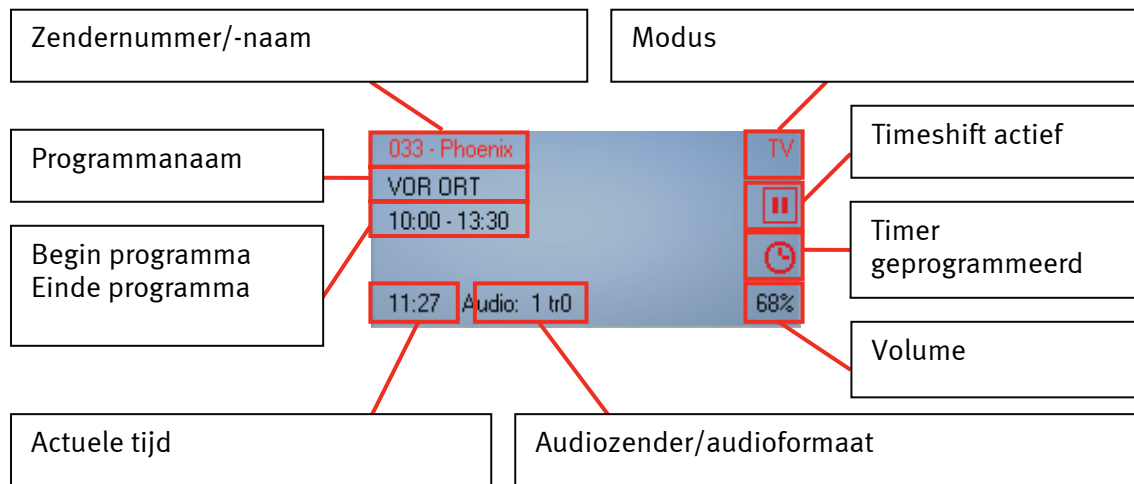 Zendernummer/-naam
Modus
Programmanaam
Timeshift actief
Begin programma
Einde programma
Timer
geprogrammeerd
Volume
Actuele tijd
Audiozender/audioformaat
033 - Phoenix
TV
VOR ORT
10:00 - 13:30
11:27 Audio: 1 tr0
68%